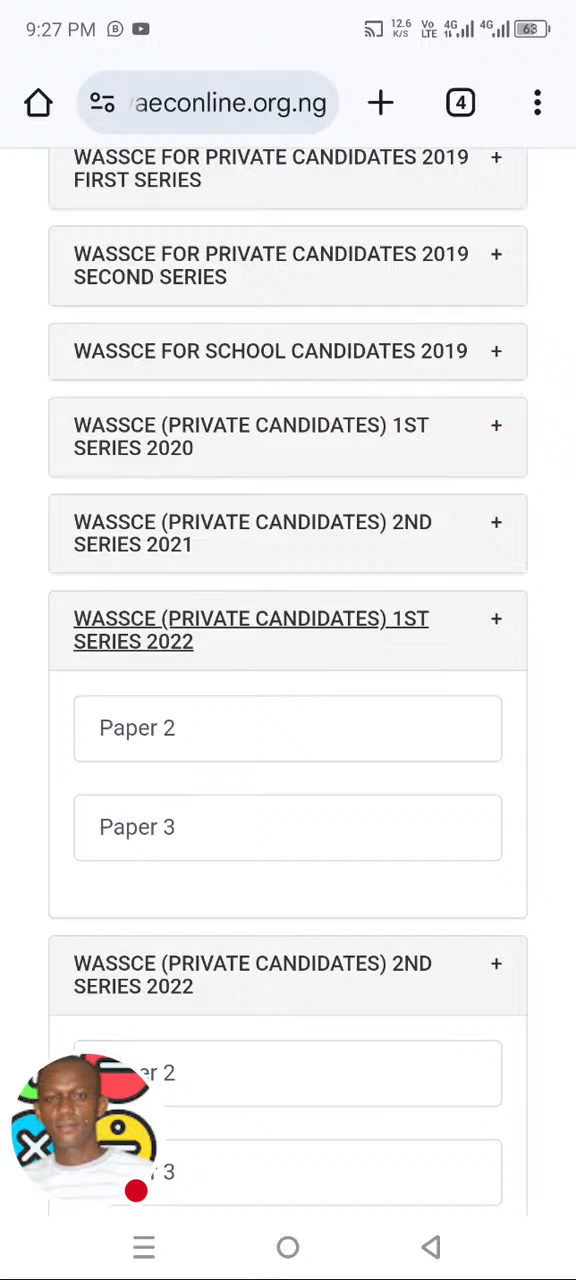 9:27 PM
12.6
K/S
Vo
LTE
4G
4G
63
aeconline.org.ng
4
WASSCE FOR PRIVATE CANDIDATES 2019 +
FIRST SERIES
WASSCE FOR PRIVATE CANDIDATES 2019 +
SECOND SERIES
WASSCE FOR SCHOOL CANDIDATES 2019 +
WASSCE (PRIVATE CANDIDATES) 1ST +
SERIES 2020
WASSCE (PRIVATE CANDIDATES) 2ND +
SERIES 2021
WASSCE (PRIVATE CANDIDATES) 1ST +
SERIES 2022
Paper 2
Paper 3
WASSCE (PRIVATE CANDIDATES) 2ND +
SERIES 2022
er 2
3